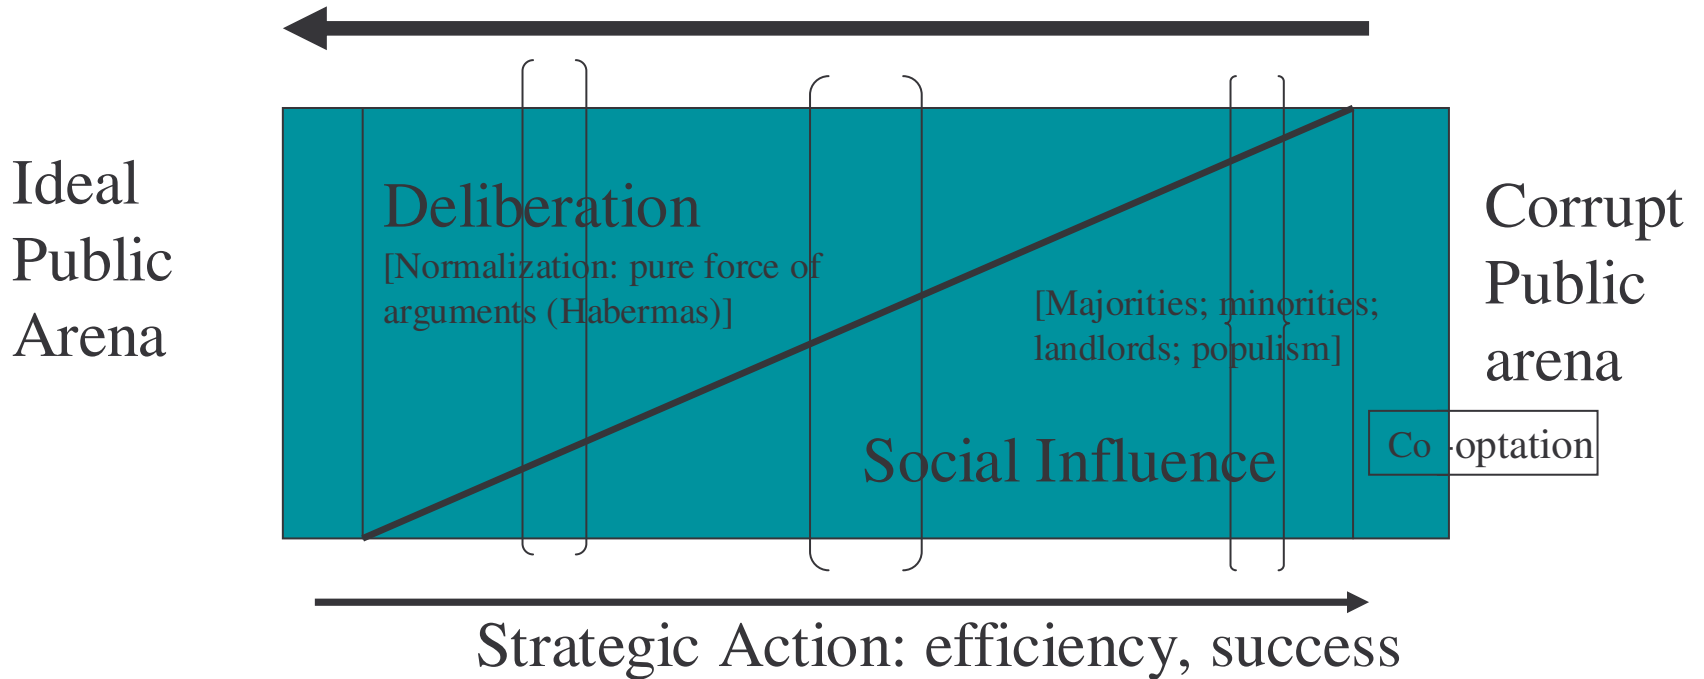 Ideal
Public
Arena
Deliberation
[Normalization: pure force of
arguments (Habermas)]
[Majorities; minorities;
landlords; populism]
Social Influence
Corrupt
Public
arena
Co-optation
Strategic Action: efficiency, success